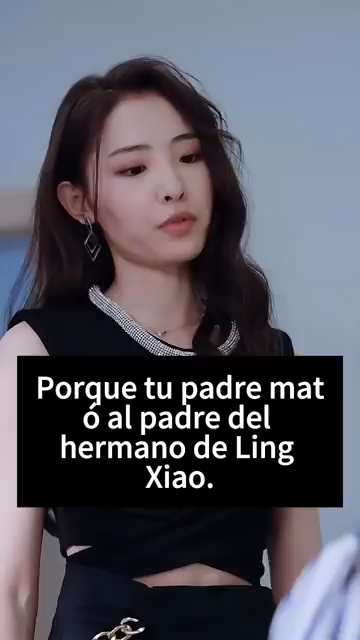 Porque tu padre mat
ó al padre del
hermano de Ling
Xiao.